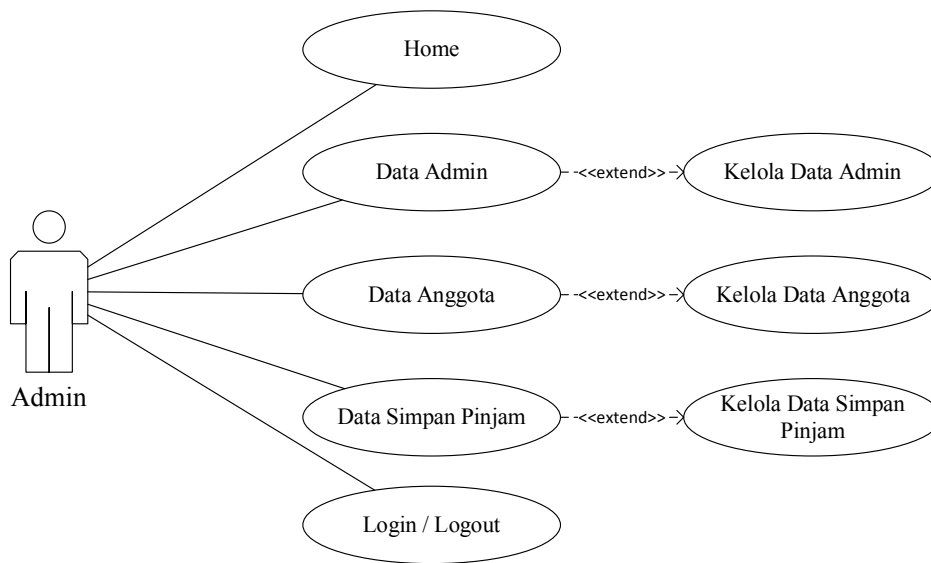 Home
Data Admin
<<extend>>
Kelola Data Admin
Data Anggota
<<extend>>
Kelola Data Anggota
Admin
Data Simpan Pinjam
<<extend>>
Kelola Data Simpan
Pinjam
Login / Logout